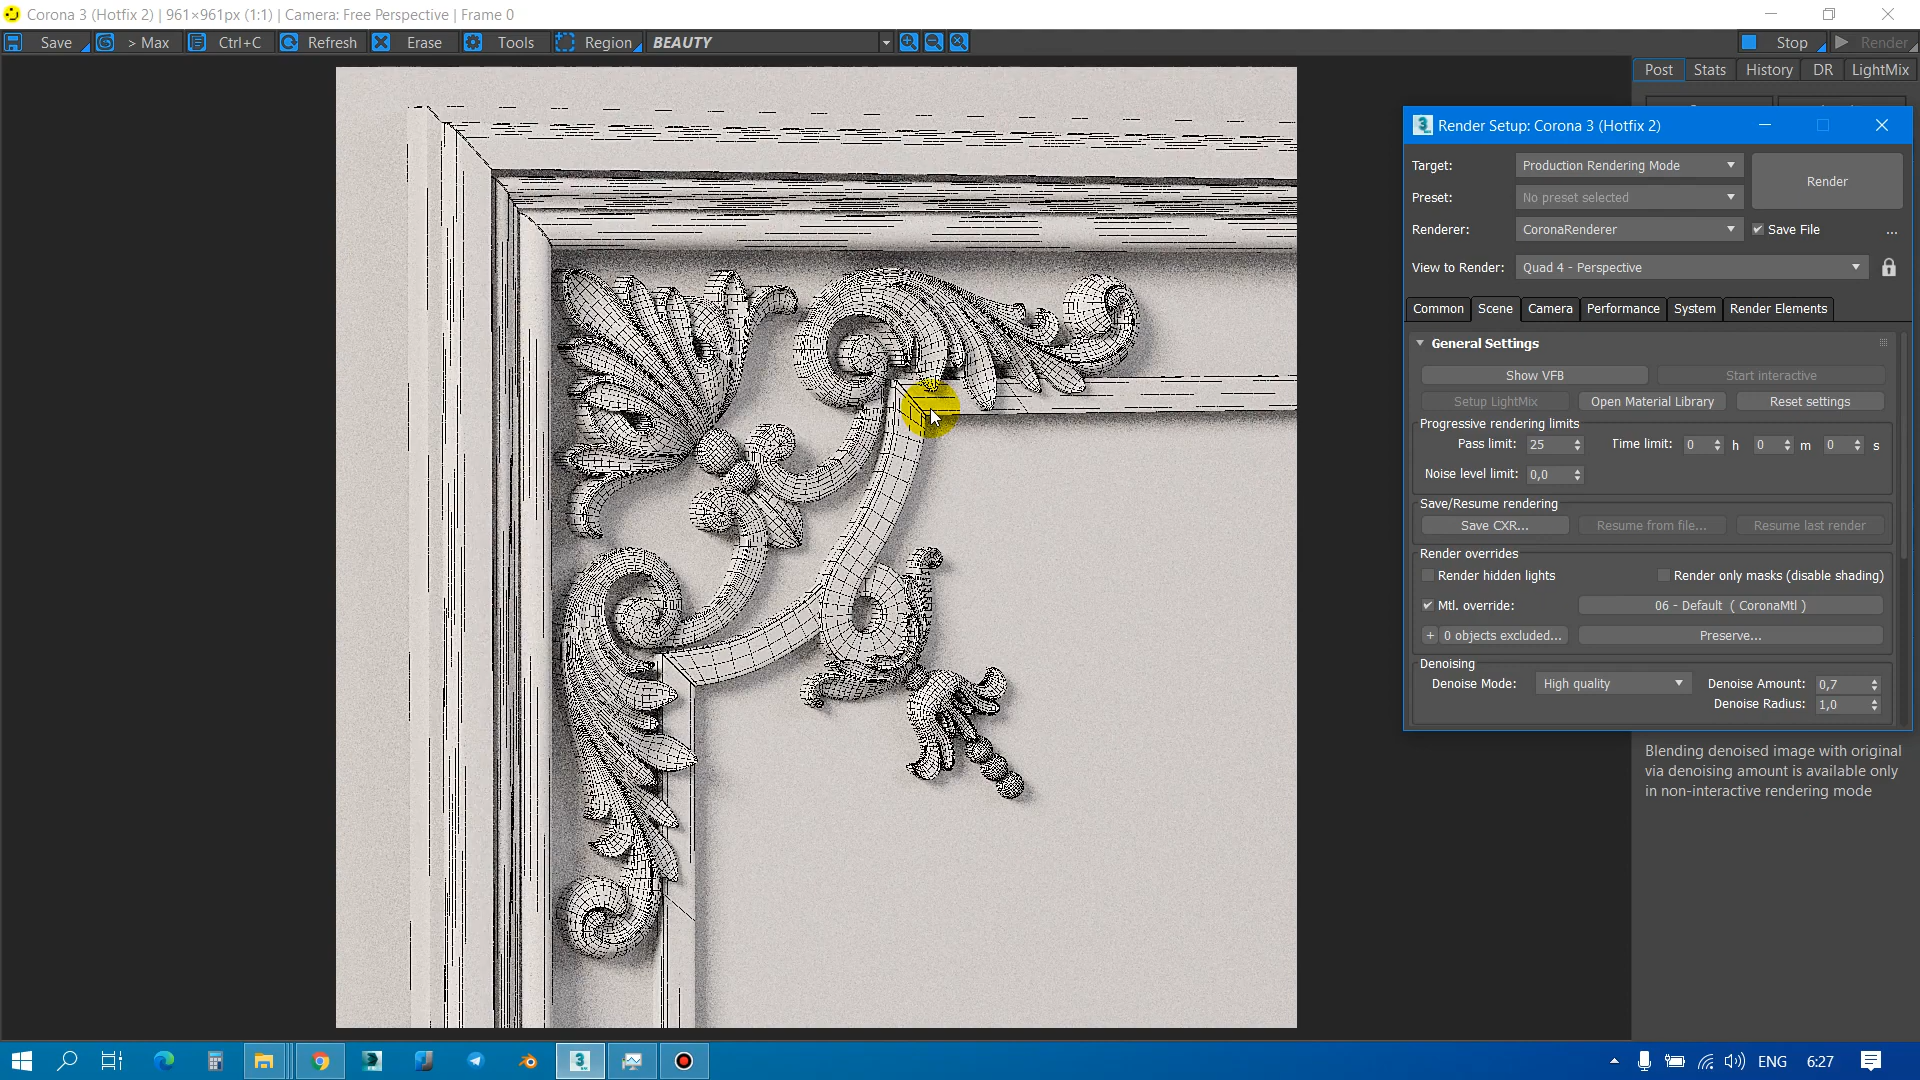 Corona 3 (Hotfix 2) | 961×961px (1:1) | Camera: Free Perspective | Frame 0
Save > Max Ctrl+C Refresh Erase Tools Region BEAUTY Stop Render
Post Stats History DR LightMix
Render Setup: Corona 3 (Hotfix 2)
Target: Production Rendering Mode
Render
Preset: No preset selected
Renderer: CoronaRenderer Save File ...
View to Render: Quad 4 - Perspective
Common Scene Camera Performance System Render Elements
General Settings
Show VFB Start interactive
Setup LightMix Open Material Library Reset settings
Progressive rendering limits
Pass limit: 25 Time limit: 0 h 0 m 0 s
Noise level limit: 0,0
Save/Resume rendering
Save CXR... Resume from file... Resume last render
Render overrides
Render hidden lights Render only masks (disable shading)
Mtl. override: 06 - Default ( CoronaMtl )
+ 0 objects excluded... Preserve...
Denoising
Denoise Mode: High quality Denoise Amount: 0,7
Denoise Radius: 1,0
Blending denoised image with original
via denoising amount is available only
in non-interactive rendering mode
ENG 6:27